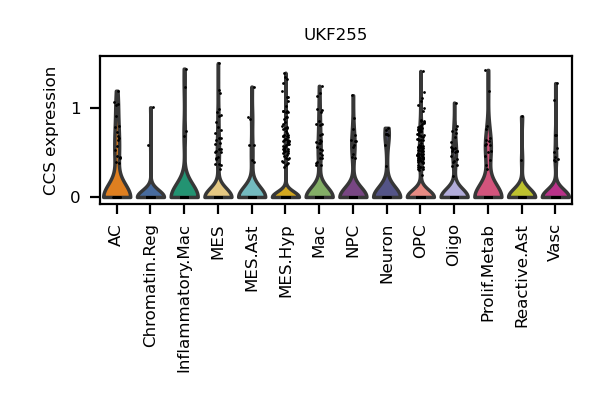 UKF255
CCS expression
1
0
AC
Chromatin.Reg
Inflammatory.Mac
MES
MES.Ast
MES.Hyp
Mac
NPC
Neuron
OPC
Oligo
Prolif.Metab
Reactive.Ast
Vasc